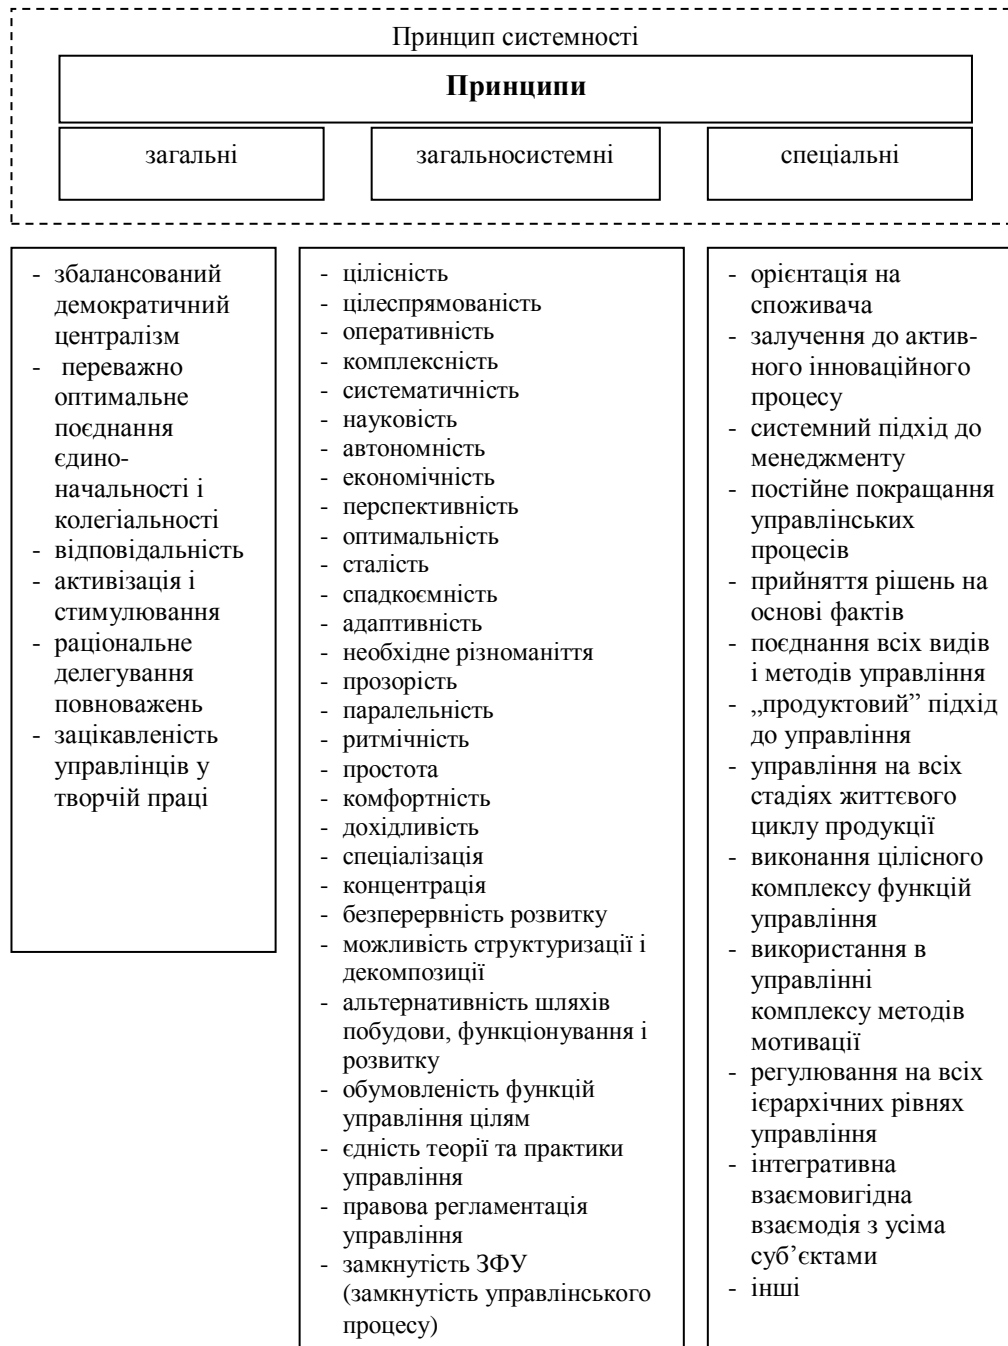 Принцип системності
Принципи
загальні
загальносистемні
спеціальні
- збалансований
демократичний
централізм
- переважно
оптимальне
поєднання
єдино-
начальності і
колегіальності
- відповідальність
- активізація і
стимулювання
- раціональне
делегування
повноважень
- зацікавленість
управлінців у
творчій праці
- цілісність
- цілеспрямованість
- оперативність
- комплексність
- систематичність
- науковість
- автономність
- економічність
- перспективність
- оптимальність
- сталість
- спадкоємність
- адаптивність
- необхідне різноманіття
- прозорість
- паралельність
- ритмічність
- простота
- комфортність
- дохідливість
- спеціалізація
- концентрація
- безперервність розвитку
- можливість структуризації і
декомпозиції
- альтернативність шляхів
побудови, функціонування і
розвитку
- обумовленість функцій
управління цілям
- єдність теорії та практики
управління
- правова регламентація
управління
- замкнутість ЗФУ
(замкнутість управлінського
процесу)
- орієнтація на
споживача
- залучення до актив-
ного інноваційного
процесу
- системний підхід до
менеджменту
- постійне покращання
управлінських
процесів
- прийняття рішень на
основі фактів
- поєднання всіх видів
і методів управління
- „продуктовий” підхід
до управління
- управління на всіх
стадіях життєвого
циклу продукції
- виконання цілісного
комплексу функцій
управління
- використання в
управлінні
комплексу методів
мотивації
- регулювання на всіх
ієрархічних рівнях
управління
- інтегративна
взаємовигідна
взаємодія з усіма
суб’єктами
- інші